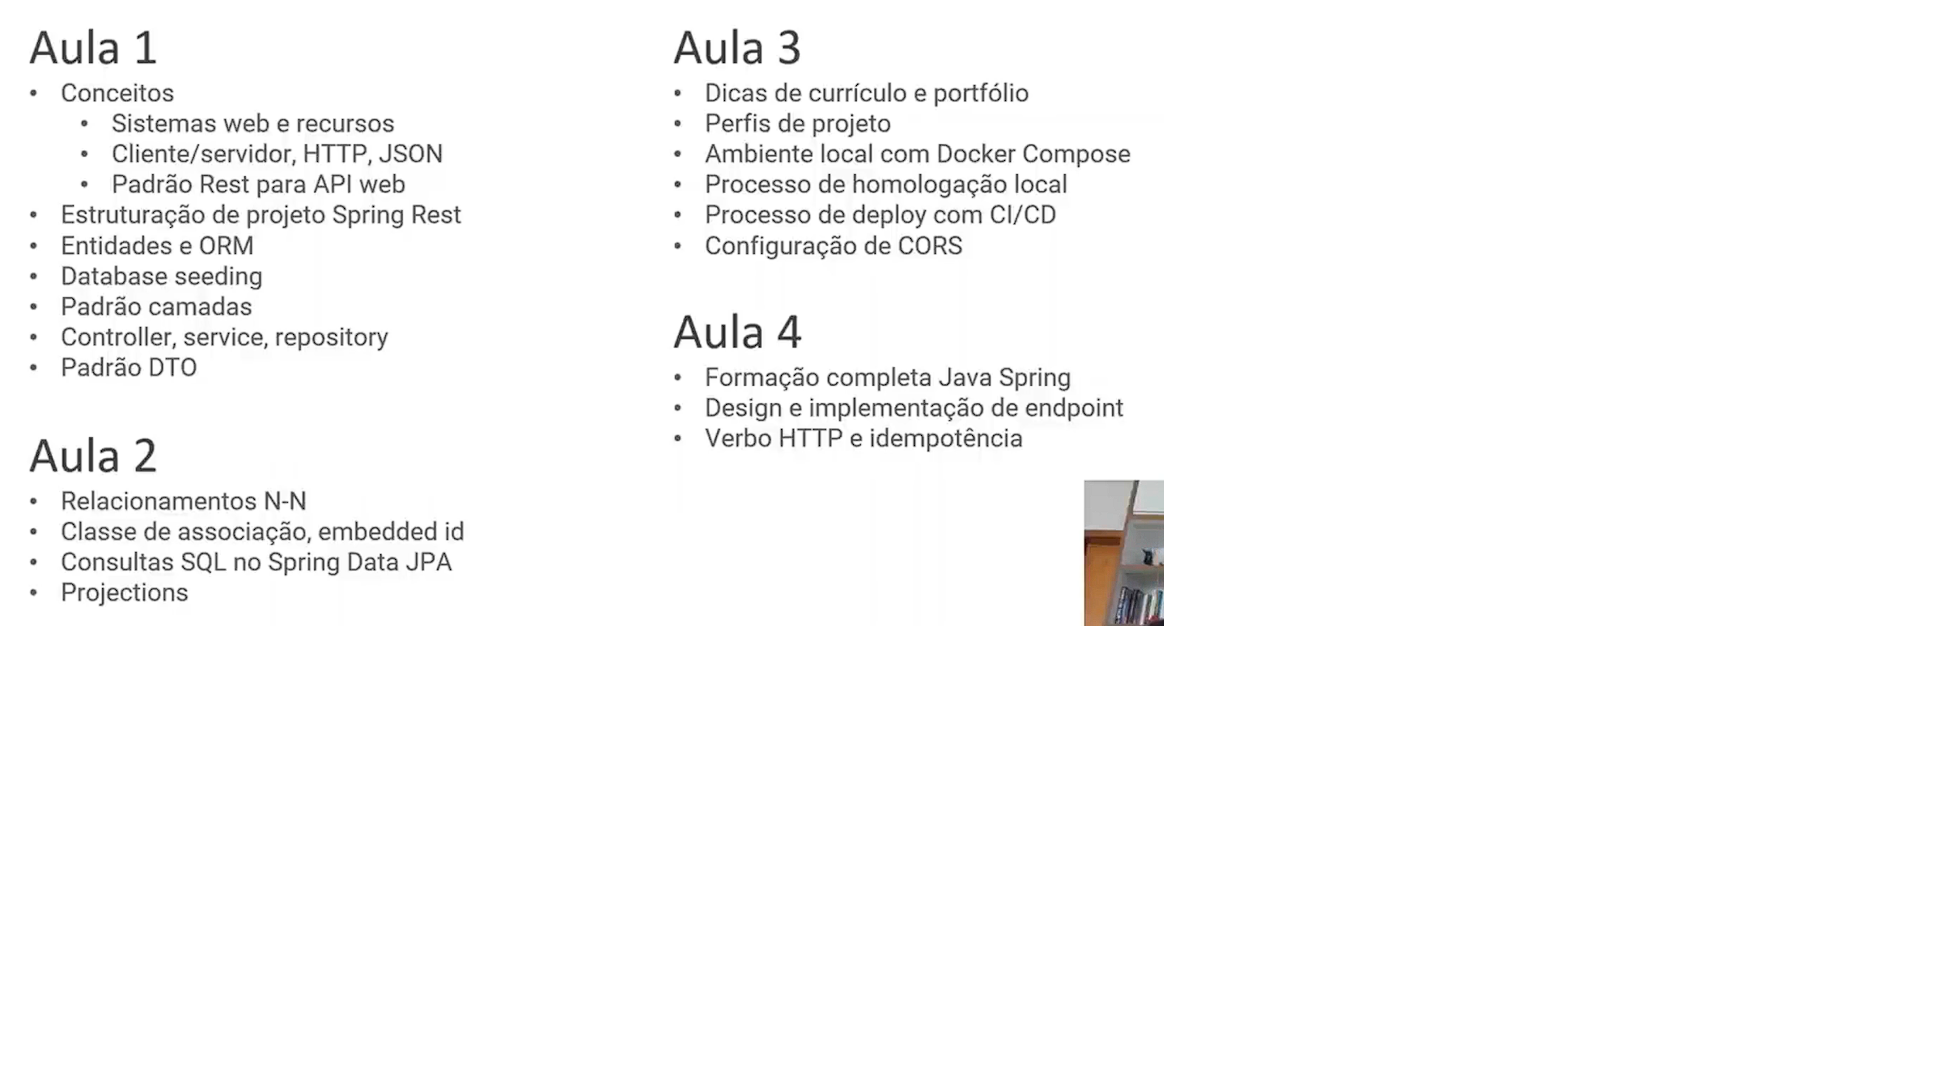 Aula 1
• Conceitos
• Sistemas web e recursos
• Cliente/servidor, HTTP, JSON
• Padrão Rest para API web
• Estruturação de projeto Spring Rest
• Entidades e ORM
• Database seeding
• Padrão camadas
• Controller, service, repository
• Padrão DTO
Aula 2
• Relacionamentos N-N
• Classe de associação, embedded id
• Consultas SQL no Spring Data JPA
• Projections
Aula 3
• Dicas de currículo e portfólio
• Perfis de projeto
• Ambiente local com Docker Compose
• Processo de homologação local
• Processo de deploy com CI/CD
• Configuração de CORS
Aula 4
• Formação completa Java Spring
• Design e implementação de endpoint
• Verbo HTTP e idempotência